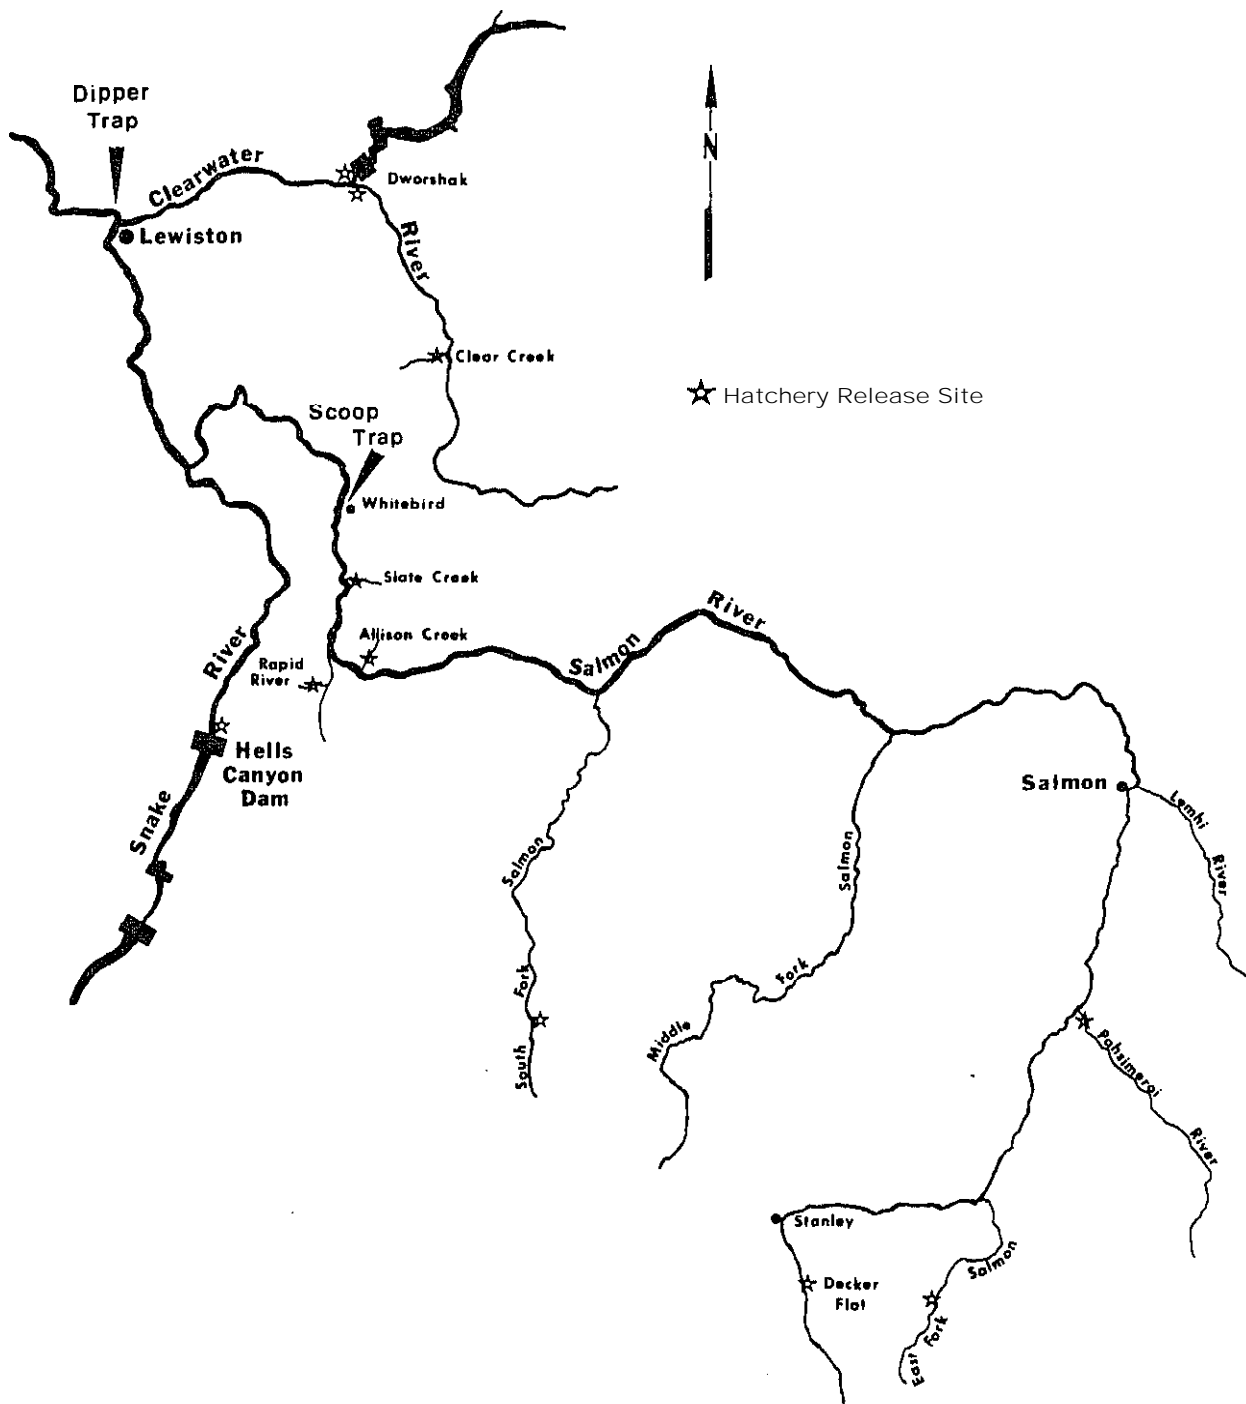 Dipper
Trap
N
Clearwater
Dworshak
River
Lewiston
Clear Creek
Hatchery Release Site
Scoop
Trap
Whitebird
Slate Creek
River
Allison Creek
Salmon
River
Rapid
River
Hells
Canyon
Dam
Snake
Salmon
Lemhi
River
Salmon
Fork
South
Salmon
Fork
Middle
Pahsimeroi
River
Stanley
Salmon
Decker
Flat
Fork
East